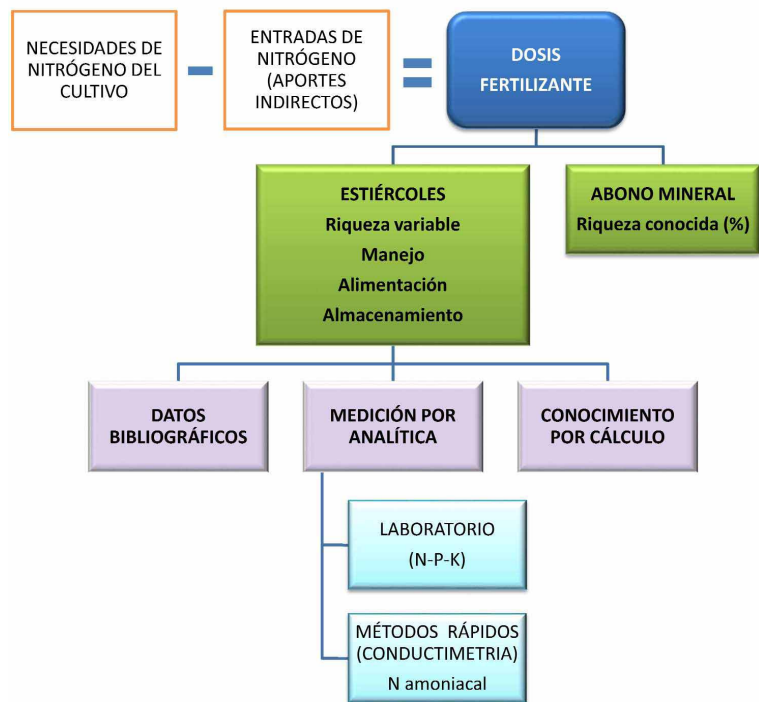 NECESIDADES DE
NITRÓGENO DEL
CULTIVO
ENTRADAS DE
NITRÓGENO
(APORTES
INDIRECTOS)
DOSIS
FERTILIZANTE
ESTIÉRCOLES
Riqueza variable
Manejo
Alimentación
Almacenamiento
ABONO MINERAL
Riqueza conocida (%)
DATOS
BIBLIOGRÁFICOS
MEDICIÓN POR
ANALÍTICA
CONOCIMIENTO
POR CÁLCULO
LABORATORIO
(N-P-K)
MÉTODOS RÁPIDOS
(CONDUCTIMETRIA)
N amoniacal